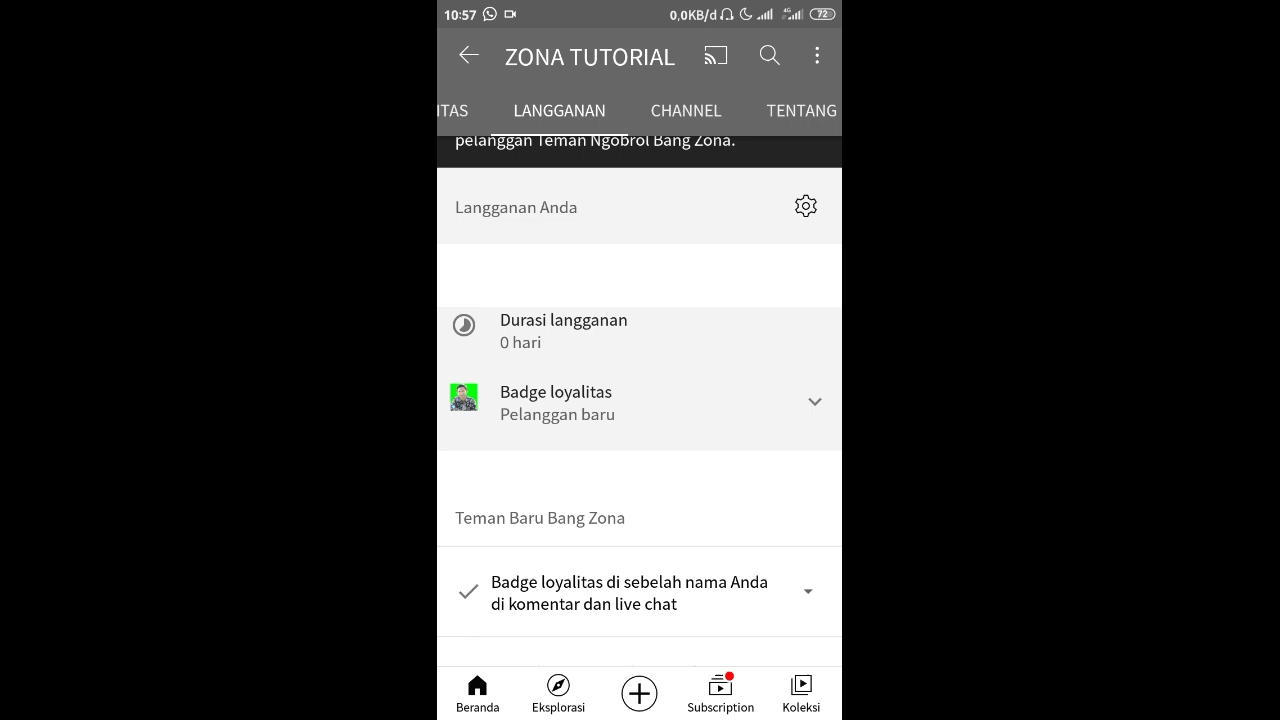 10:57 0,0KB/d 4G 72
ZONA TUTORIAL
ITAS LANGGANAN CHANNEL TENTANG
pelanggan Teman Ngobrol Bang Zona.
Langganan Anda
Durasi langganan
0 hari
Badge loyalitas
Pelanggan baru
Teman Baru Bang Zona
Badge loyalitas di sebelah nama Anda
di komentar dan live chat
Beranda Eksplorasi Subscription Koleksi